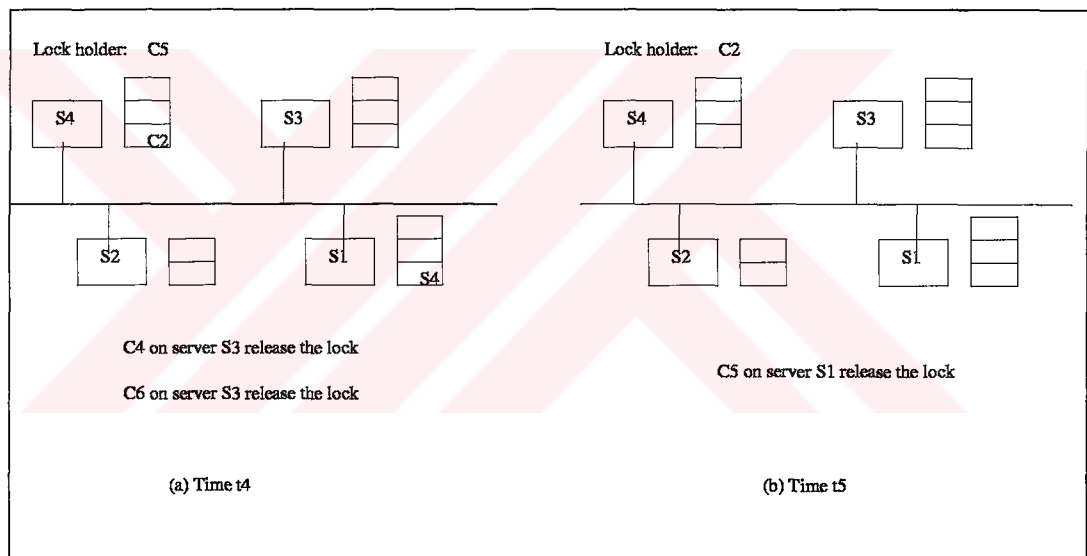 Lock holder: C5
S4
C2
S3
S2
S1
S4
C4 on server S3 release the lock
C6 on server S3 release the lock
(a) Time t4
Lock holder: C2
S4
S3
S2
S1
C5 on server S1 release the lock
(b) Time t5